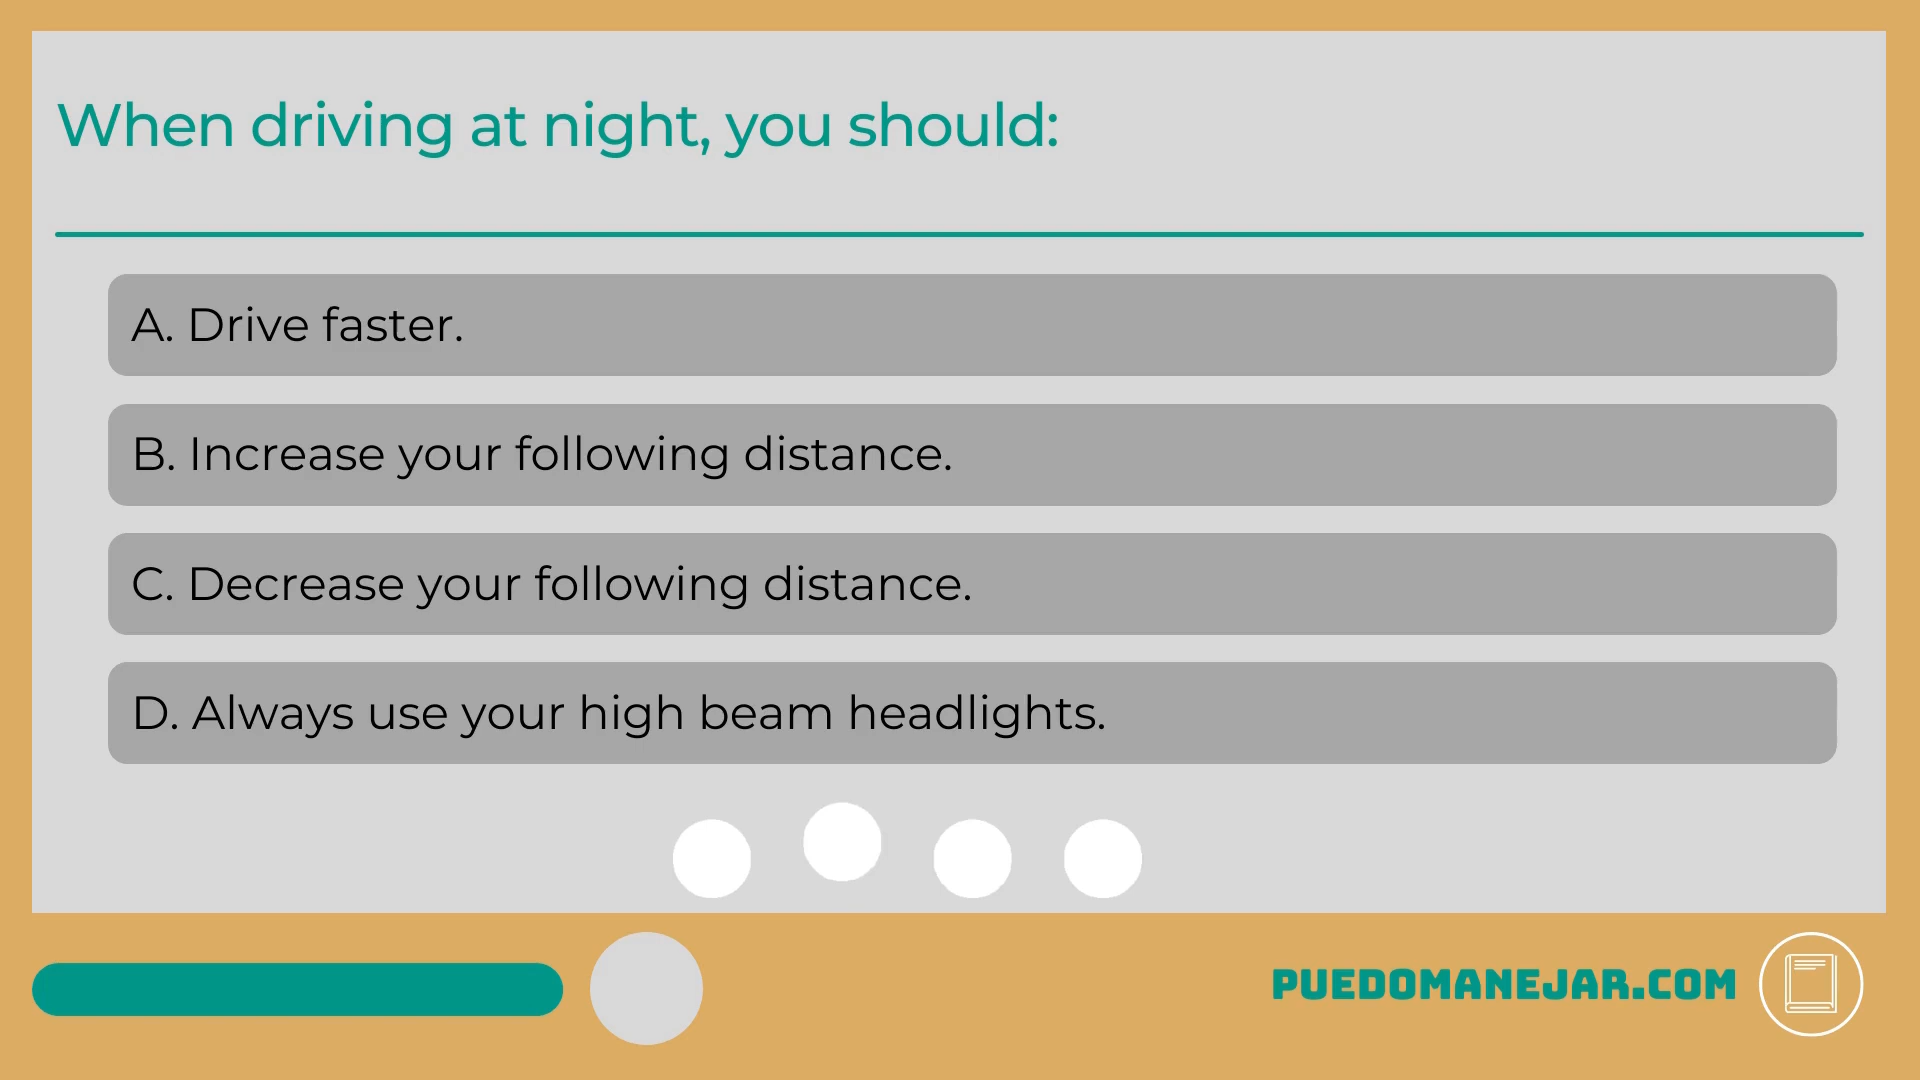 When driving at night, you should:
A. Drive faster.
B. Increase your following distance.
C. Decrease your following distance.
D. Always use your high beam headlights.
PUEDOMANEJAR.COM